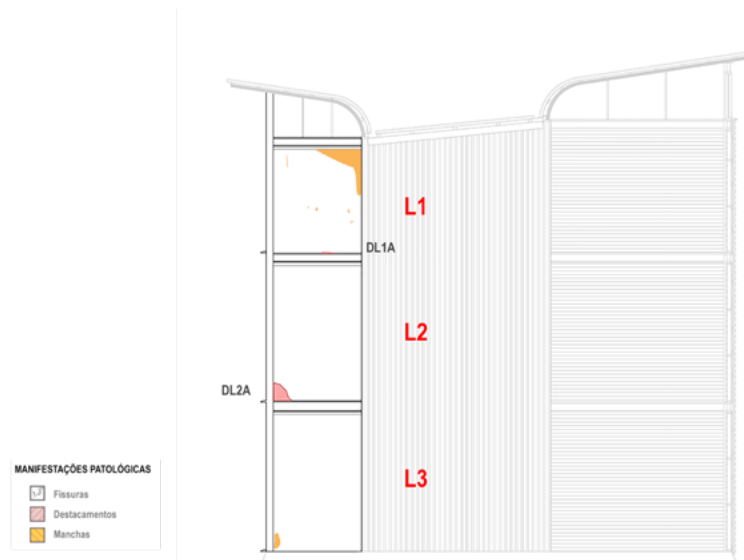 L1
DL1A
L2
DL2A
L3
MANIFESTAÇÕES PATOLÓGICAS
Fissuras
Destacamentos
Manchas